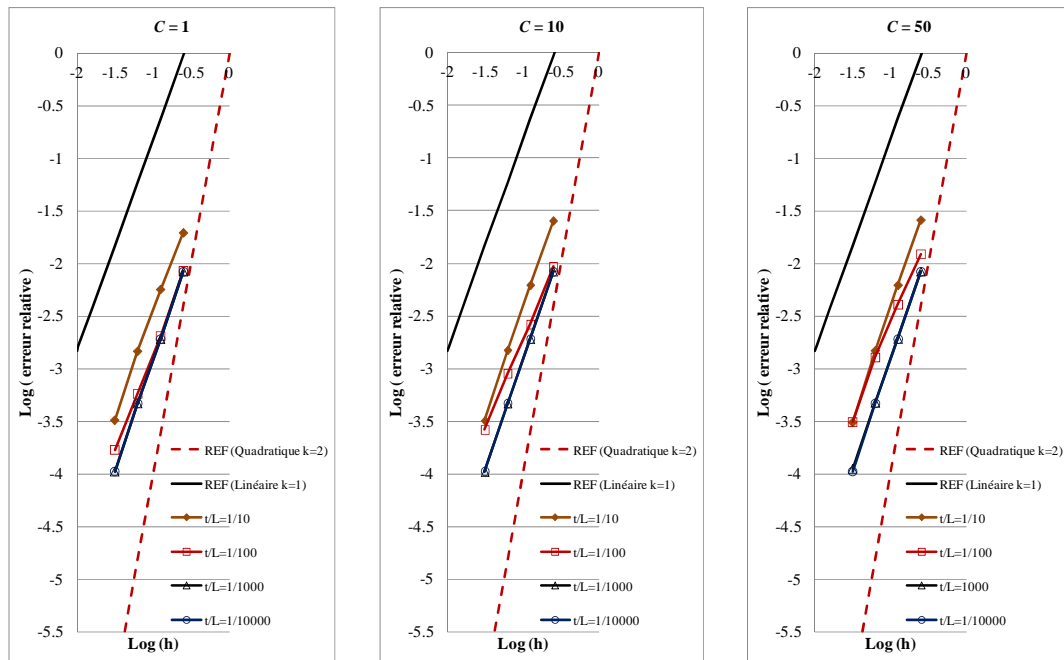 C = 1
0
-2
-1.5
-1
-0.5
0
-0.5
-1
-1.5
-2
-2.5
-3
-3.5
-4
-4.5
-5
-5.5
Log ( erreur relative )
Log (h)
REF (Quadratique k=2)
REF (Linéaire k=1)
t/L=1/10
t/L=1/100
t/L=1/1000
t/L=1/10000
C = 10
0
-2
-1.5
-1
-0.5
0
-0.5
-1
-1.5
-2
-2.5
-3
-3.5
-4
-4.5
-5
-5.5
Log ( erreur relative )
Log (h)
REF (Quadratique k=2)
REF (Linéaire k=1)
t/L=1/10
t/L=1/100
t/L=1/1000
t/L=1/10000
C = 50
0
-2
-1.5
-1
-0.5
0
-0.5
-1
-1.5
-2
-2.5
-3
-3.5
-4
-4.5
-5
-5.5
Log ( erreur relative )
Log (h)
REF (Quadratique k=2)
REF (Linéaire k=1)
t/L=1/10
t/L=1/100
t/L=1000
t/L=1/10000